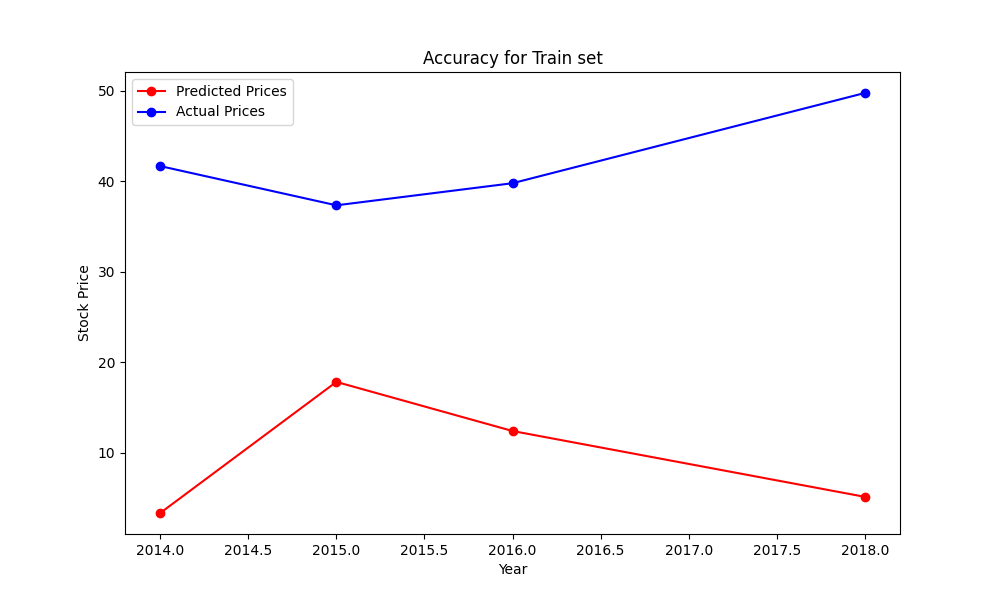 Accuracy for Train set
Predicted Prices
Actual Prices
50
40
30
20
10
Stock Price
2014.0 2014.5 2015.0 2015.5 2016.0 2016.5 2017.0 2017.5 2018.0
Year